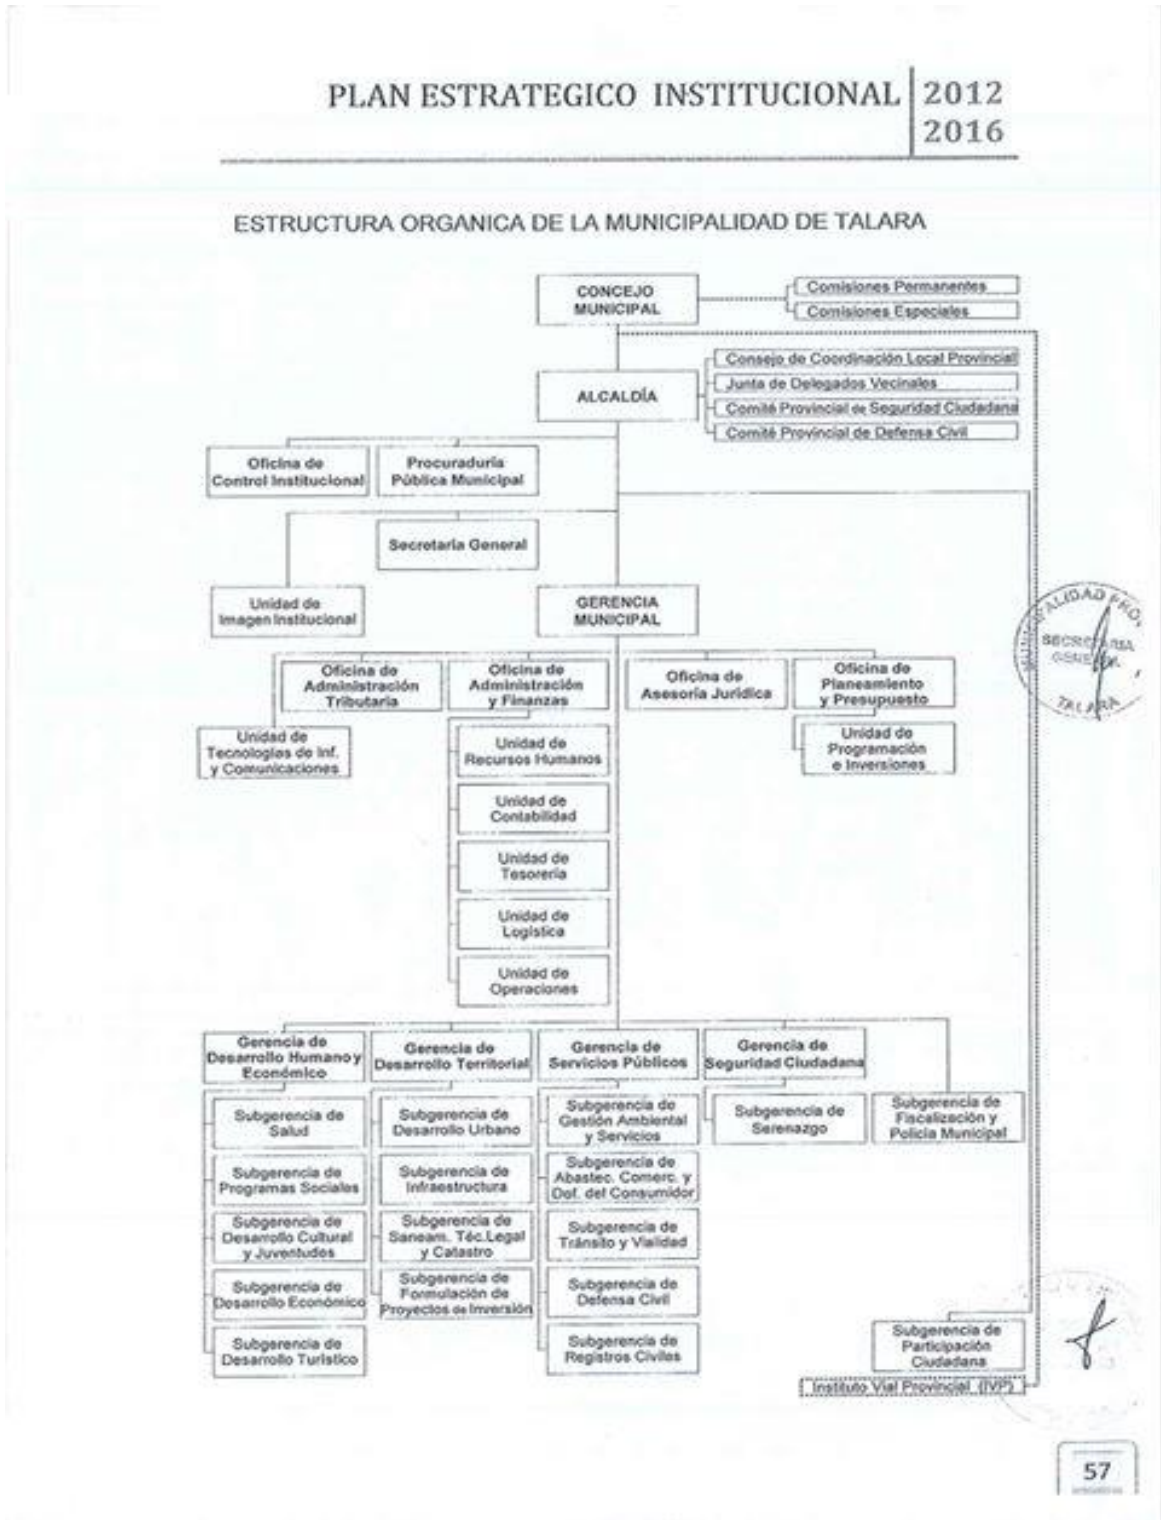 PLAN ESTRATEGICO INSTITUCIONAL
2012
2016
ESTRUCTURA ORGANICA DE LA MUNICIPALIDAD DE TALARA
CONCEJO
MUNICIPAL
Comisiones Permanentes
Comisiones Especiales
ALCALDÍA
Consejo de Coordinación Local Provincial
Junta de Delegados Vecinales
Comité Provincial de Seguridad Ciudadana
Comité Provincial de Defensa Civil
Oficina de
Control Institucional
Procuraduría
Pública Municipal
Secretaría General
Unidad de
Imagen Institucional
GERENCIA
MUNICIPAL
Oficina de
Administración
Tributaria
Oficina de
Administración
y Finanzas
Oficina de
Asesoría Jurídica
Oficina de
Planeamiento
y Presupuesto
Unidad de
Tecnologías de Inf.
y Comunicaciones
Unidad de
Recursos Humanos
Unidad de
Programación
e Inversiones
Unidad de
Contabilidad
Unidad de
Tesorería
Unidad de
Logística
Unidad de
Operaciones
Gerencia de
Desarrollo Humano y
Económico
Gerencia de
Desarrollo Territorial
Gerencia de
Servicios Públicos
Gerencia de
Seguridad Ciudadana
Subgerencia de
Salud
Subgerencia de
Programas Sociales
Subgerencia de
Desarrollo Cultural
y Juventudes
Subgerencia de
Desarrollo Económico
Subgerencia de
Desarrollo Turístico
Subgerencia de
Desarrollo Urbano
Subgerencia de
Infraestructura
Subgerencia de
Saneam. Téc.Legal
y Catastro
Subgerencia de
Formulación de
Proyectos de Inversión
Subgerencia de
Gestión Ambiental
y Servicios
Subgerencia de
Abastec. Comerc. y
Def. del Consumidor
Subgerencia de
Tránsito y Vialidad
Subgerencia de
Defensa Civil
Subgerencia de
Registros Civiles
Subgerencia de
Serenazgo
Subgerencia de
Fiscalización y
Policía Municipal
Subgerencia de
Participación
Ciudadana
Instituto Vial Provincial (IVP)
SECRETARIA
GENERAL
TALARA
57